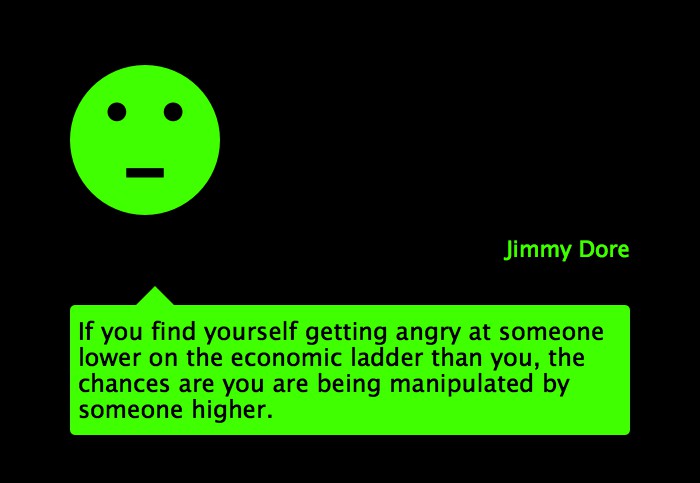 Jimmy Dore
If you find yourself getting angry at someone
lower on the economic ladder than you, the
chances are you are being manipulated by
someone higher.